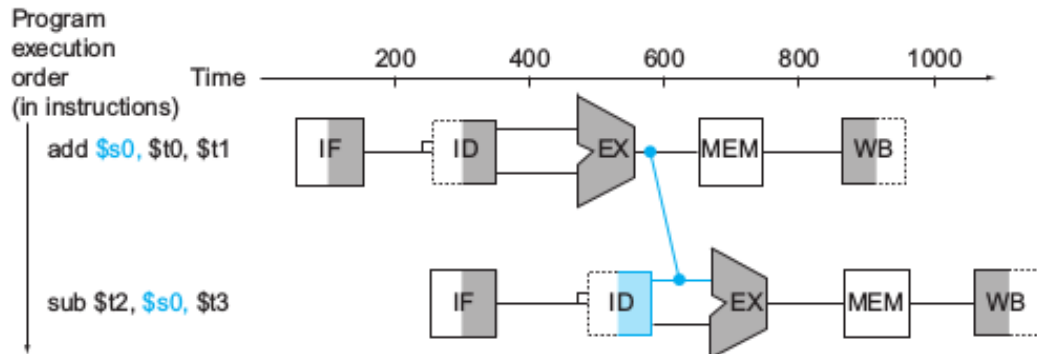 Program
execution
order
(in instructions)
Time
200 400 600 800 1000
add $s0, $t0, $t1
IF ID EX MEM WB
sub $t2, $s0, $t3
IF ID EX MEM WB